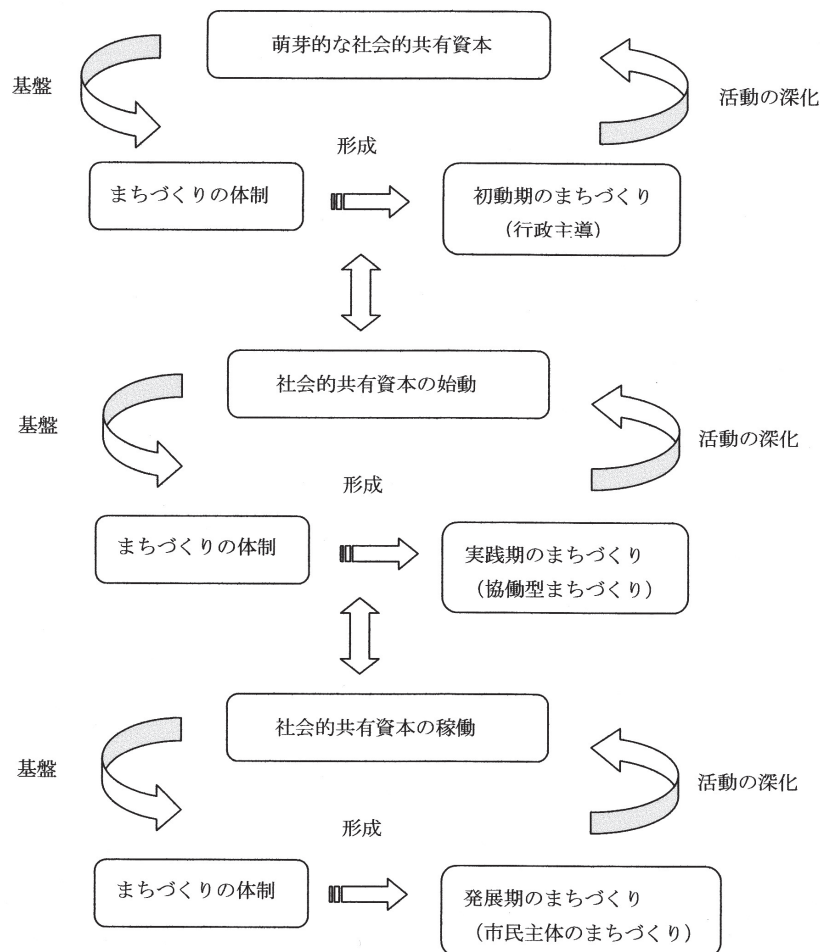 萌芽的な社会的共有資本
基盤
活動の深化
形成
まちづくりの体制
初動期のまちづくり
（行政主導）
社会的共有資本の始動
基盤
活動の深化
形成
まちづくりの体制
実践期のまちづくり
（協働型まちづくり）
社会的共有資本の稼働
基盤
活動の深化
形成
まちづくりの体制
発展期のまちづくり
（市民主体のまちづくり）